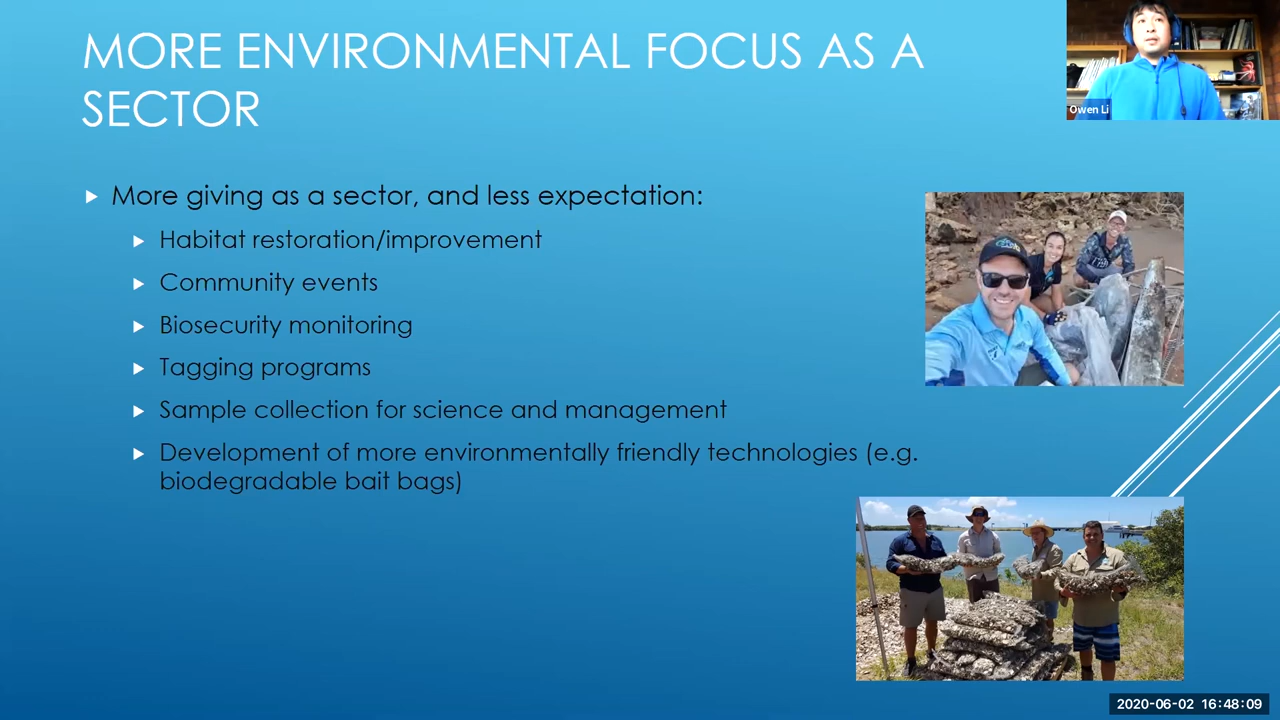 MORE ENVIRONMENTAL FOCUS AS A
SECTOR
Owen Li
More giving as a sector, and less expectation:
Habitat restoration/improvement
Community events
Biosecurity monitoring
Tagging programs
Sample collection for science and management
Development of more environmentally friendly technologies (e.g.
biodegradable bait bags)
2020-06-02 16:48:09